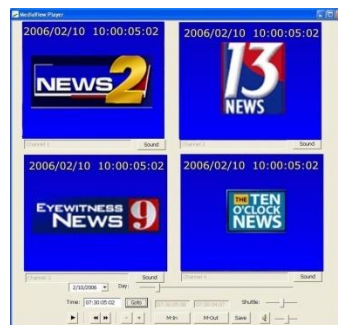 MediaView Player
2006/02/10 10:00:05:02
2006/02/10 10:00:05:02
NEWS 2
13
NEWS
Channel 1
Sound
Channel 2
Sound
2006/02/10 10:00:05:02
2006/02/10 10:00:05:02
EYEWITNESS
NEWS 9
THE TEN
O'CLOCK
NEWS
Sound
Channel 4
Sound
2/10/2006
Day:
Time:
07:30:05:02
Goto
Shuttle:
M-In
M-Out
Save